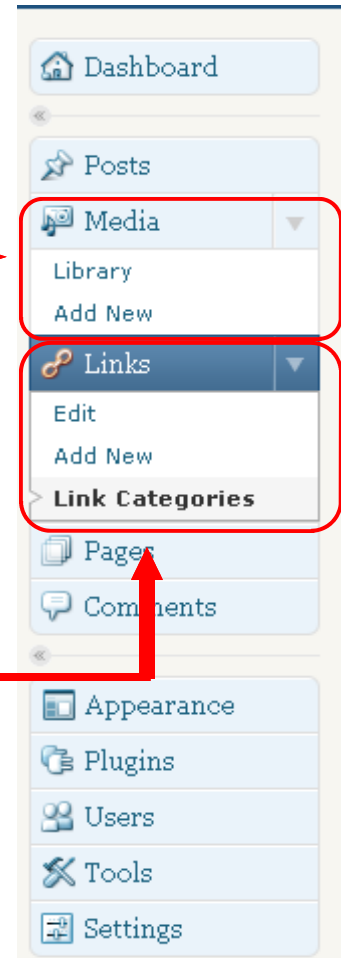 Dashboard
Posts
Media
Library
Add New
Links
Edit
Add New
Link Categories
Pages
Comments
Appearance
Plugins
Users
Tools
Settings